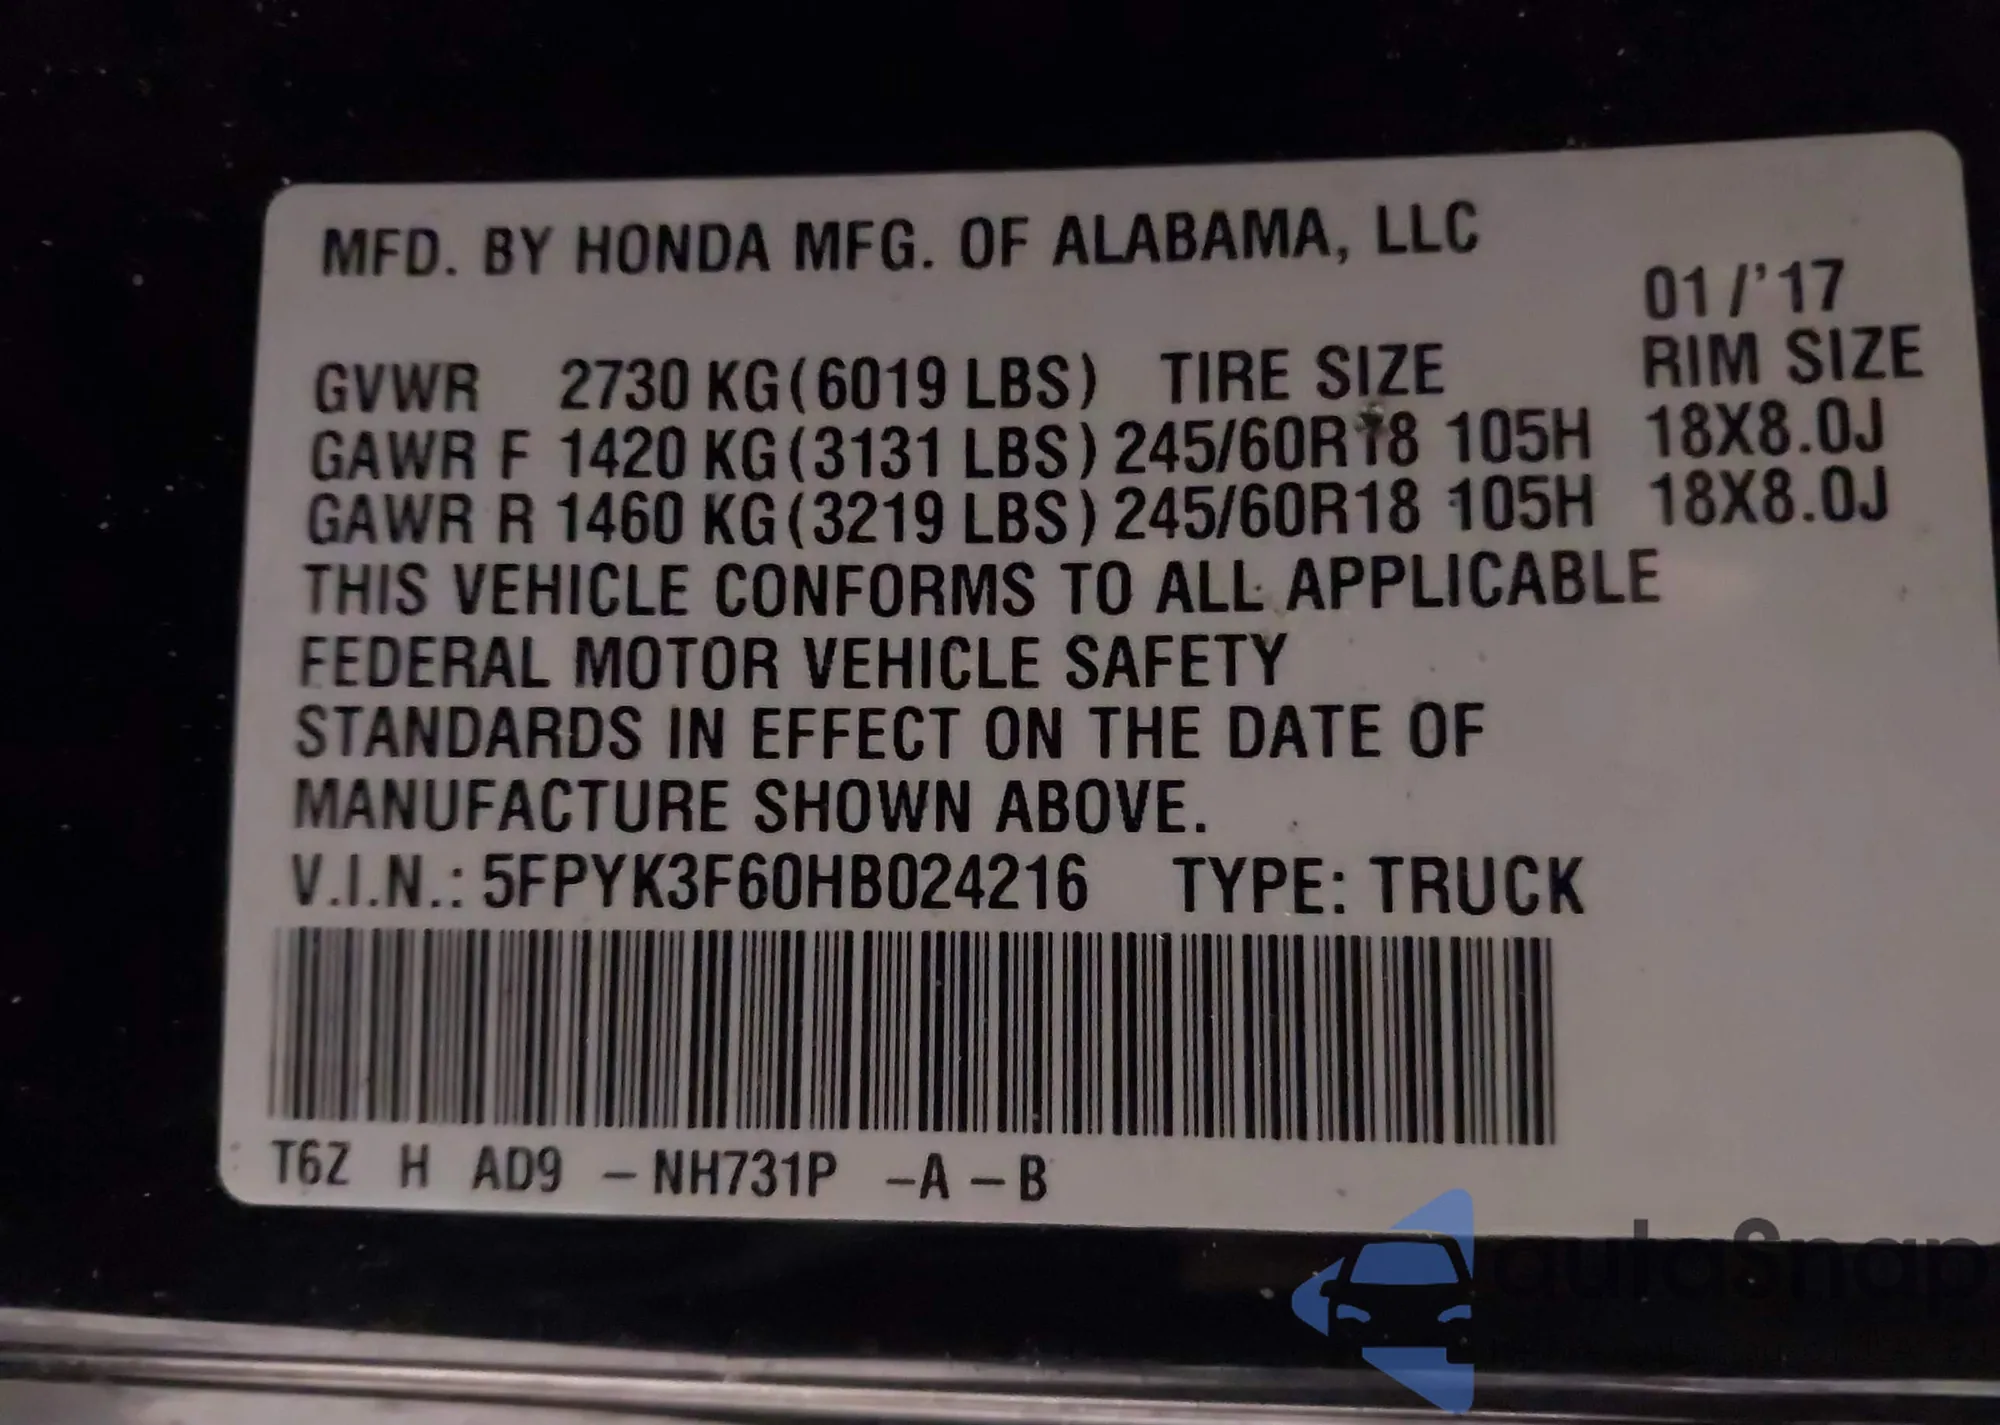 MFD. BY HONDA MFG. OF ALABAMA, LLC
01/'17
GVWR 2730 KG(6019 LBS) TIRE SIZE RIM SIZE
GAWR F 1420 KG(3131 LBS) 245/60R18 105H 18X8.0J
GAWR R 1460 KG(3219 LBS) 245/60R18 105H 18X8.0J
THIS VEHICLE CONFORMS TO ALL APPLICABLE
FEDERAL MOTOR VEHICLE SAFETY
STANDARDS IN EFFECT ON THE DATE OF
MANUFACTURE SHOWN ABOVE.
V.I.N.: 5FPYK3F60HB024216 TYPE: TRUCK
T6Z H AD9 –NH731P –A –B
autoSnap